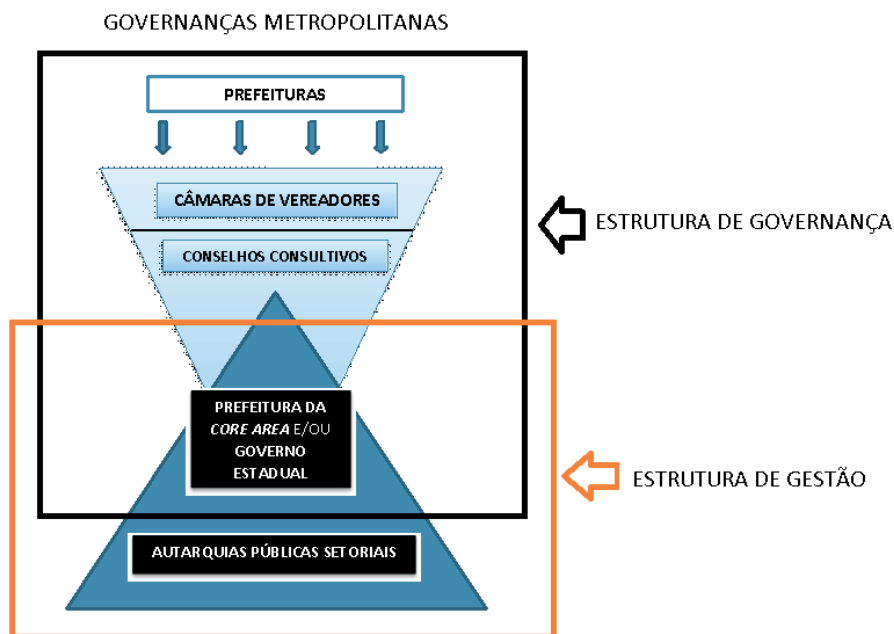 GOVERNANÇAS METROPOLITANAS
PREFEITURAS
CÂMARAS DE VEREADORES
CONSELHOS CONSULTIVOS
ESTRUTURA DE GOVERNANÇA
PREFEITURA DA
CORE AREA E/OU
GOVERNO
ESTADUAL
ESTRUTURA DE GESTÃO
AUTARQUIAS PÚBLICAS SETORIAIS